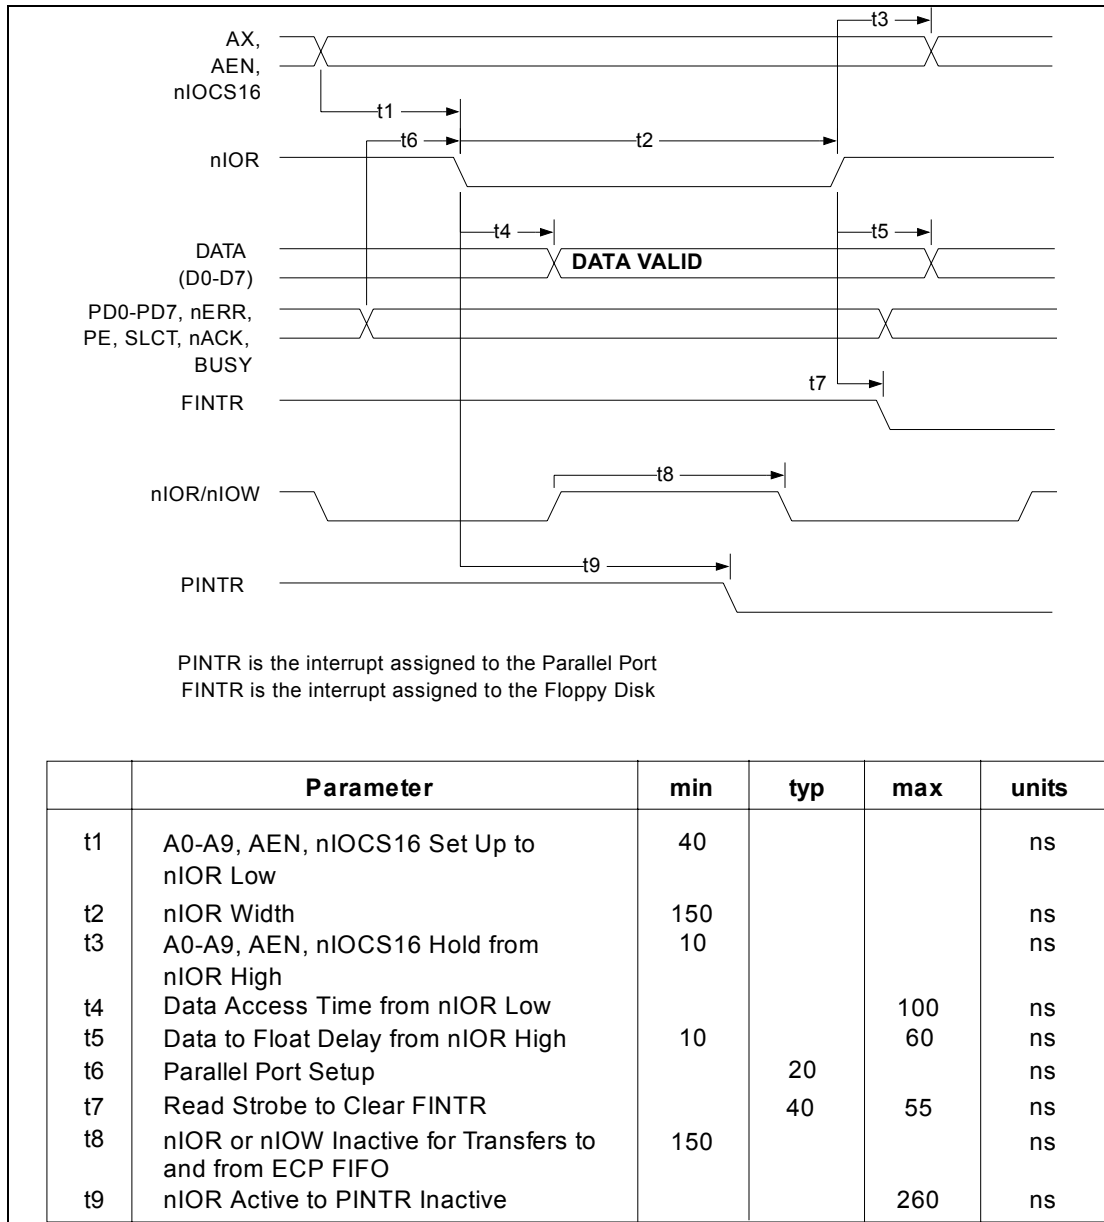 t3
AX,
AEN,
nIOCS16
t1
t6
t2
nIOR
t4
t5
DATA
(D0-D7)
DATA VALID
PD0-PD7, nERR,
PE, SLCT, nACK,
BUSY
t7
FINTR
t8
nIOR/nIOW
t9
PINTR
PINTR is the interrupt assigned to the Parallel Port
FINTR is the interrupt assigned to the Floppy Disk
Parameter min typ max units
t1 A0-A9, AEN, nIOCS16 Set Up to 40 ns
nIOR Low
t2 nIOR Width 150 ns
t3 A0-A9, AEN, nIOCS16 Hold from 10 ns
nIOR High
t4 Data Access Time from nIOR Low 100 ns
t5 Data to Float Delay from nIOR High 10 60 ns
t6 Parallel Port Setup 20 ns
t7 Read Strobe to Clear FINTR 40 55 ns
t8 nIOR or nIOW Inactive for Transfers to 150 ns
and from ECP FIFO
t9 nIOR Active to PINTR Inactive 260 ns